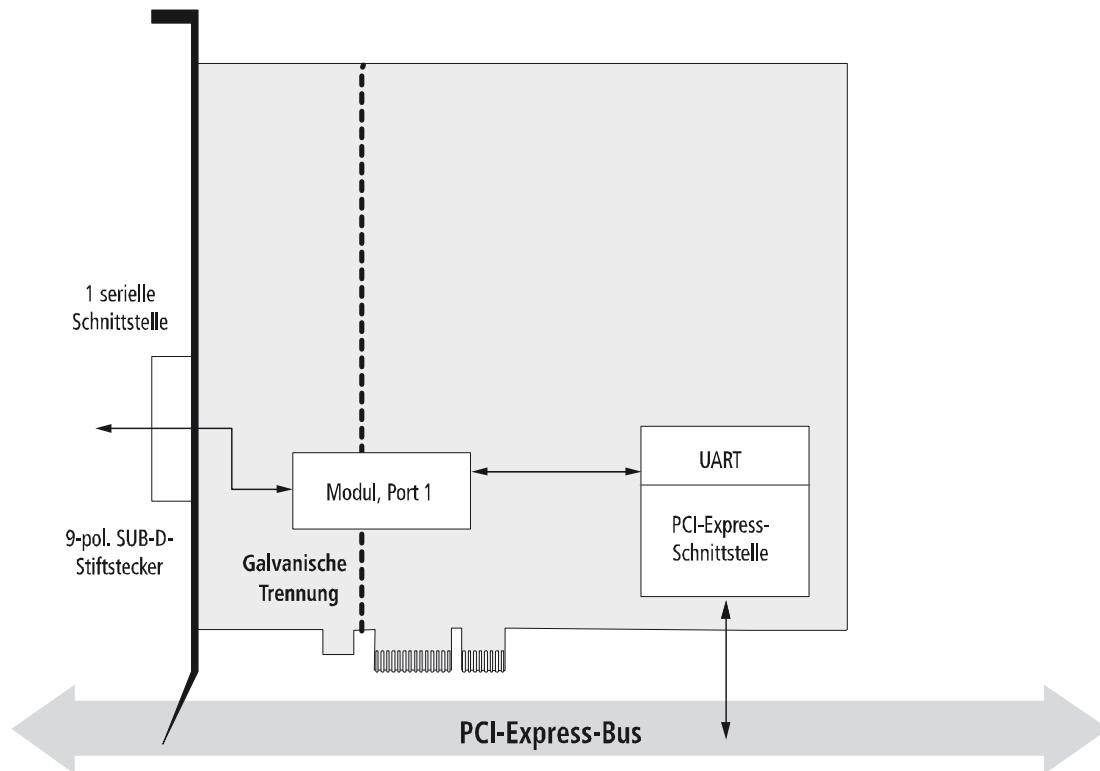 1 serielle
Schnittstelle
9-pol. SUB-D-
Stiftstecker
Modul, Port 1
Galvanische
Trennung
UART
PCI-Express-
Schnittstelle
PCI-Express-Bus